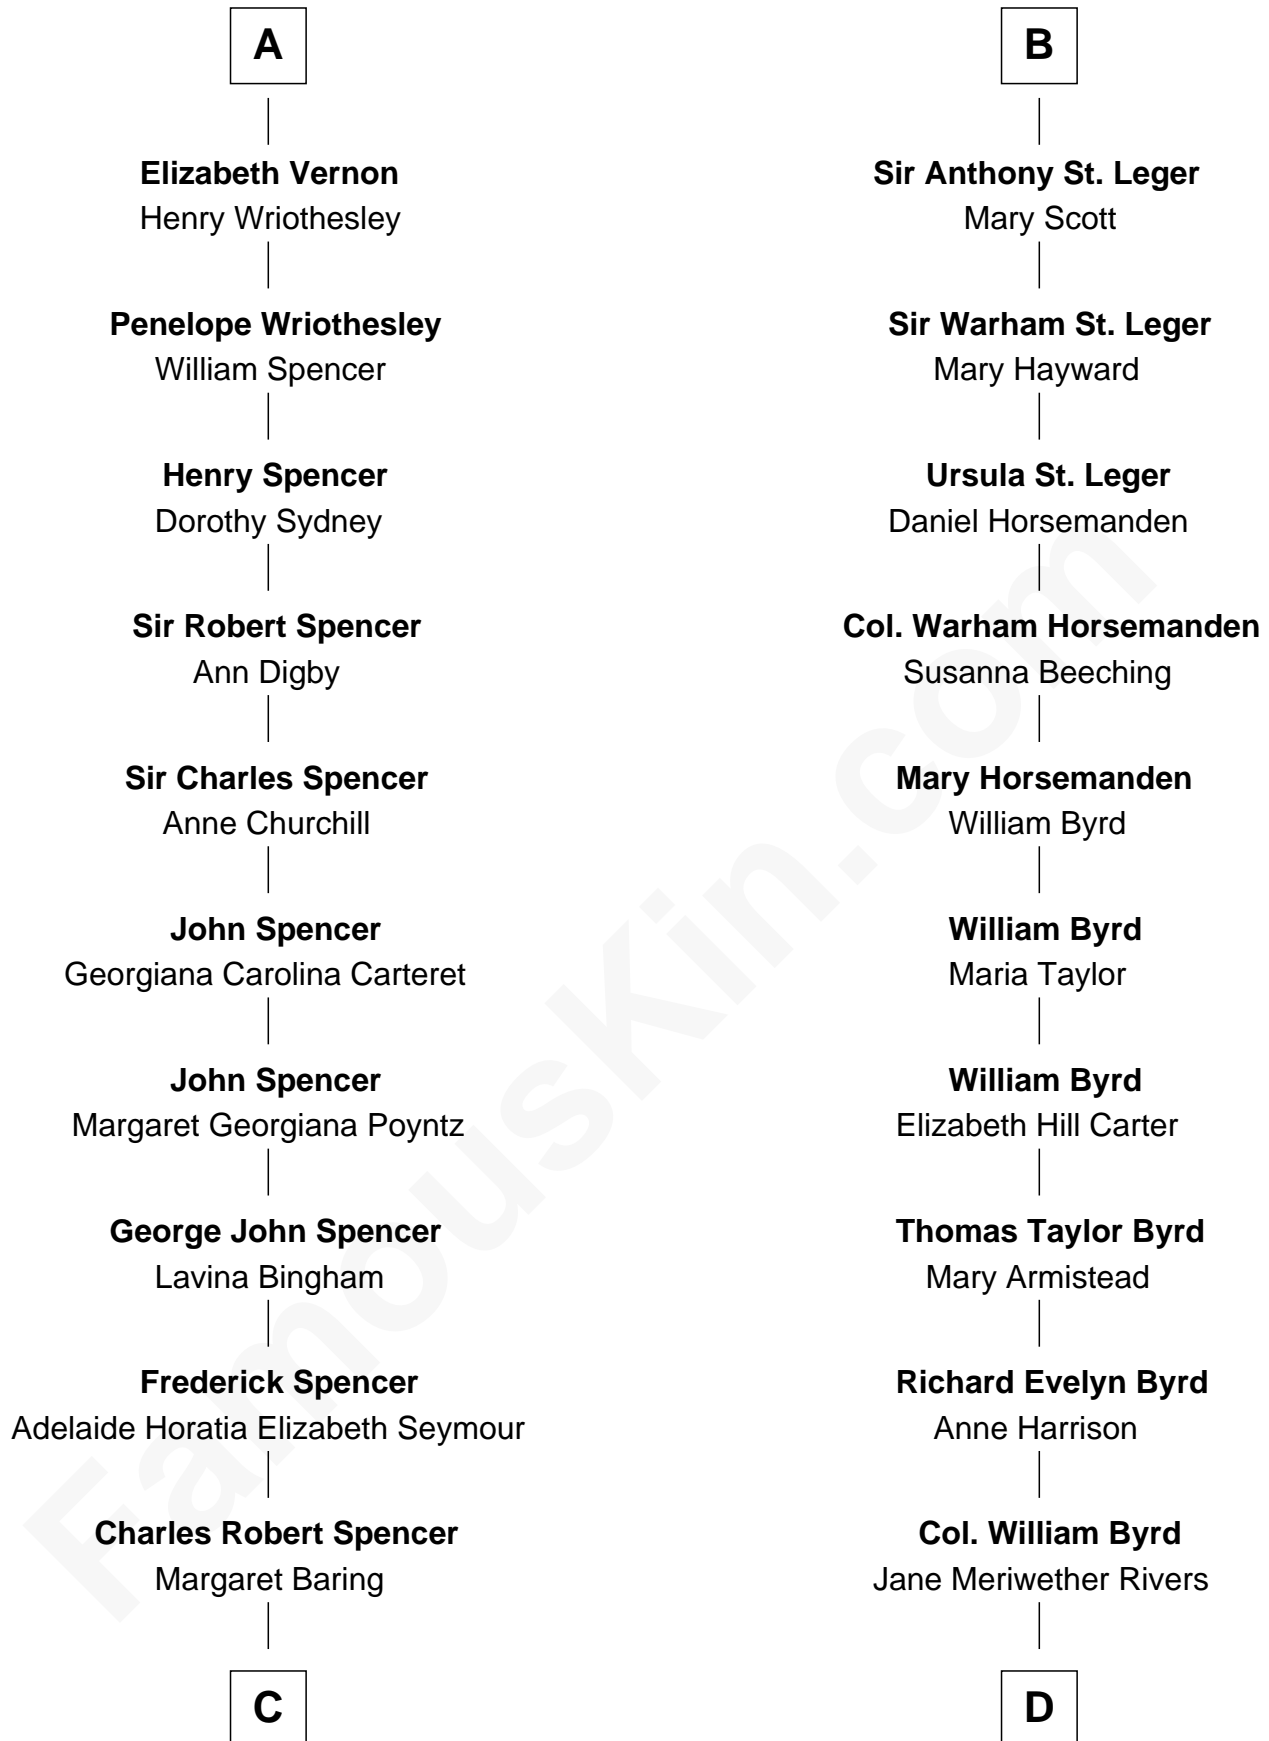 A
Elizabeth Vernon
Henry Wriothesley
Penelope Wriothesley
William Spencer
Henry Spencer
Dorothy Sydney
Sir Robert Spencer
Ann Digby
Sir Charles Spencer
Anne Churchill
John Spencer
Georgiana Carolina Carteret
John Spencer
Margaret Georgiana Poyntz
George John Spencer
Lavina Bingham
Frederick Spencer
Adelaide Horatia Elizabeth Seymour
Charles Robert Spencer
Margaret Baring
C
B
Sir Anthony St. Leger
Mary Scott
Sir Warham St. Leger
Mary Hayward
Ursula St. Leger
Daniel Horsemanden
Col. Warham Horsemanden
Susanna Beeching
Mary Horsemanden
William Byrd
William Byrd
Maria Taylor
William Byrd
Elizabeth Hill Carter
Thomas Taylor Byrd
Mary Armistead
Richard Evelyn Byrd
Anne Harrison
Col. William Byrd
Jane Meriwether Rivers
D
FamousKin.com